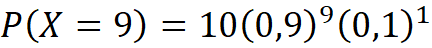 P(X = 9) = 10(0,9)⁹(0,1)¹